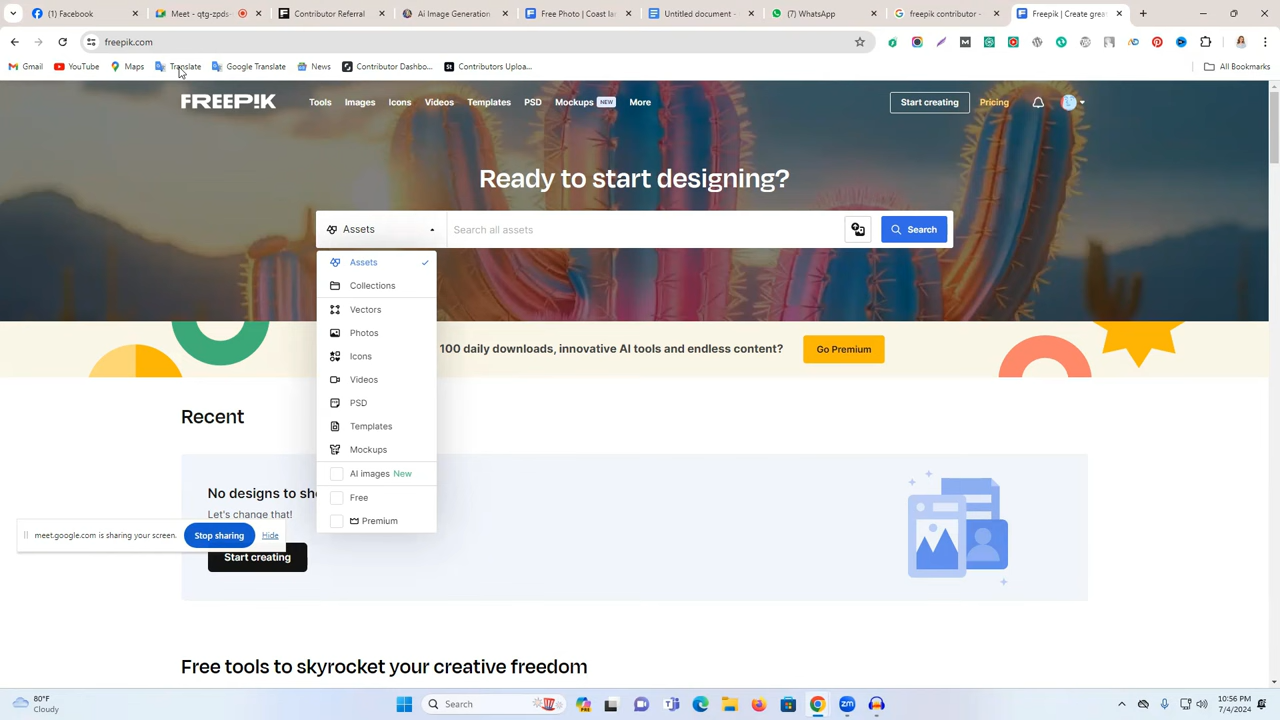 (1) Facebook
Meet - qtg-zpds-
Freepik Referral
AI Image Generation
Free Photo | Coast lan
Untitled document -
(7) WhatsApp
freepik contributor -
Freepik | Create grea
freepik.com
Gmail
YouTube
Maps
Translate
Google Translate
News
Contributor Dashbo...
Contributors Uploa...
All Bookmarks
FREEPIK
Tools
Images
Icons
Videos
Templates
PSD
Mockups NEW
More
Start creating
Pricing
Ready to start designing?
Assets
Search all assets
Search
Assets
Collections
Vectors
Photos
Icons
Videos
PSD
Templates
Mockups
AI images New
Free
Premium
100 daily downloads, innovative AI tools and endless content?
Go Premium
Recent
No designs to sh
Let's change that!
meet.google.com is sharing your screen.
Stop sharing
Hide
Start creating
Free tools to skyrocket your creative freedom
80°F
Cloudy
Search
10:56 PM
7/4/2024